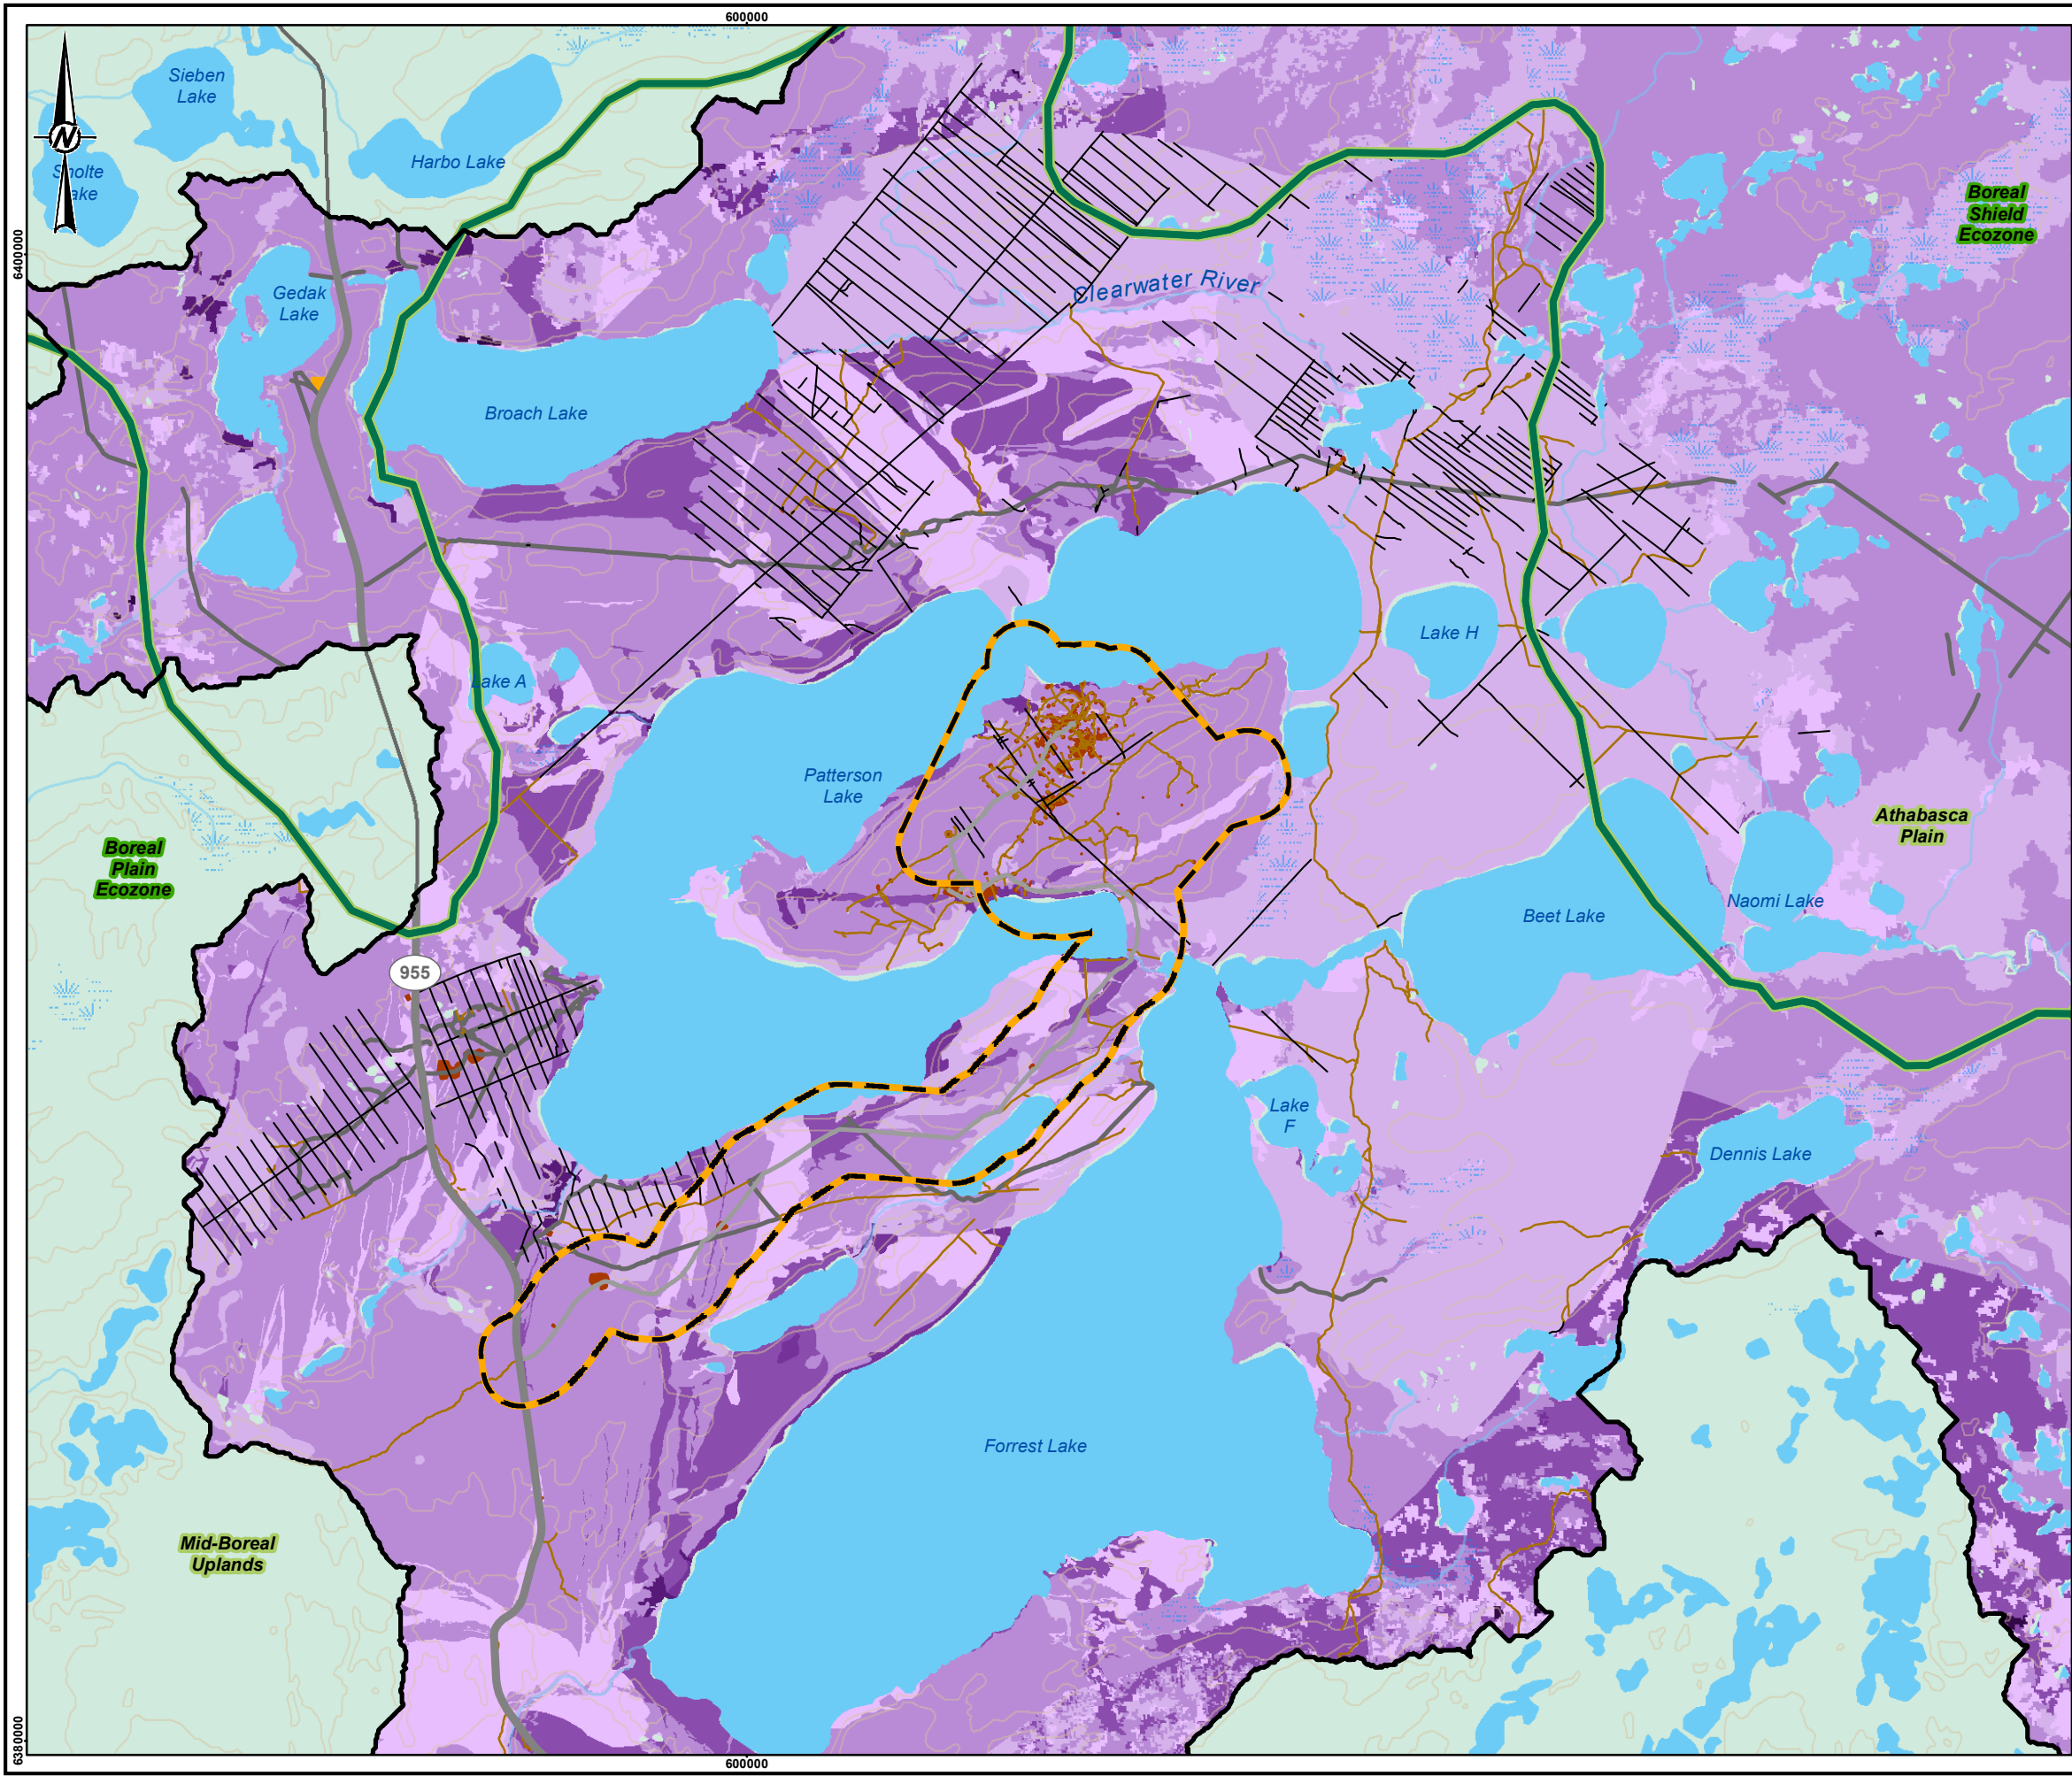 600000
Sieben
Lake
Harbo Lake
N
Sholte
Lake
Boreal
Shield
Ecozone
6400000
Clearwater River
Gedak
Lake
Broach Lake
Lake H
Lake A
Patterson
Lake
Athabasca
Plain
Boreal
Plain
Ecozone
Naomi Lake
Beet Lake
955
Lake
F
Dennis Lake
Forrest Lake
Mid-Boreal
Uplands
6380000
600000